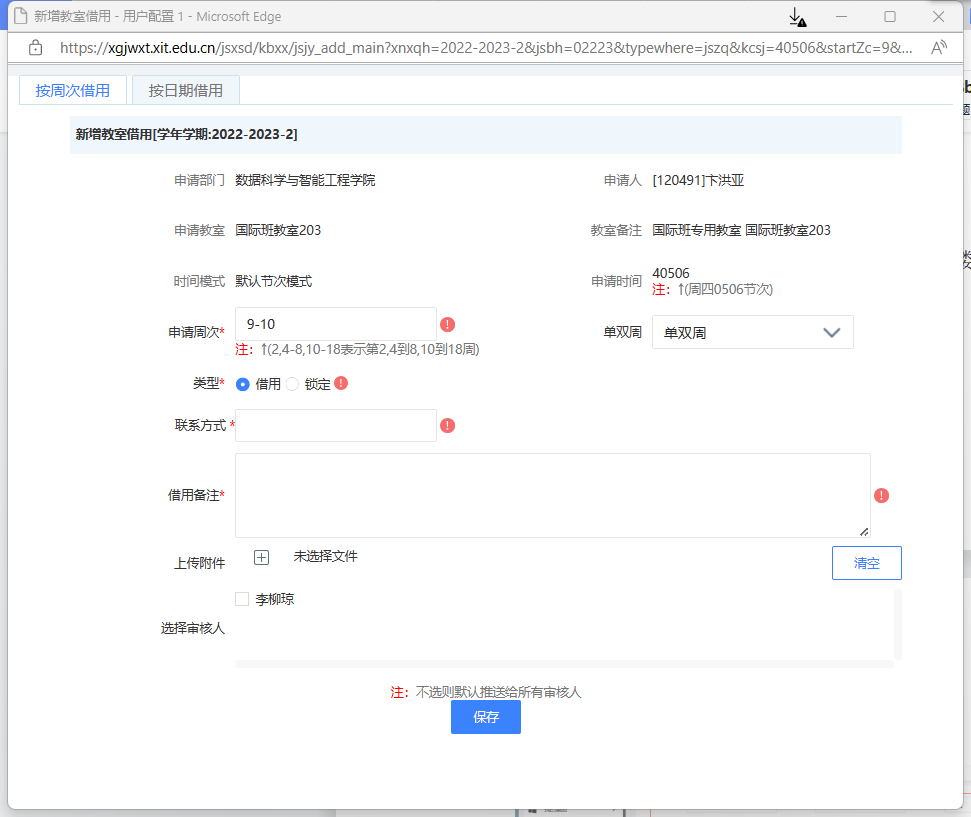 新增教室借用 - 用户配置 1 - Microsoft Edge
https://xgjwxt.xit.edu.cn/jsxsd/kbxx/jsjy_add_main?xnxqh=2022-2023-2&jsbh=02223&typewhere=jszq&kcsj=40506&startZc=9&...
按周次借用 按日期借用
新增教室借用[学年学期:2022-2023-2]
申请部门 数据科学与智能工程学院 申请人 [120491]卞洪亚
申请教室 国际班教室203 教室备注 国际班专用教室 国际班教室203
时间模式 默认节次模式 申请时间 40506
注：↑(周四0506节次)
申请周次* 9-10 单双周 单双周
注：↑(2,4-8,10-18表示第2,4到8,10到18周)
类型* 借用 锁定
联系方式*
借用备注*
上传附件 未选择文件 清空
李柳琼
选择审核人
注：不选则默认推送给所有审核人
保存